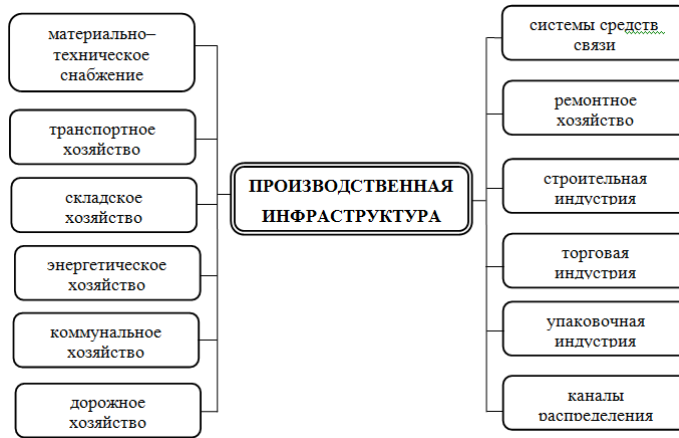 материально–
техническое
снабжение
транспортное
хозяйство
складское
хозяйство
энергетическое
хозяйство
коммунальное
хозяйство
дорожное
хозяйство
ПРОИЗВОДСТВЕННАЯ
ИНФРАСТРУКТУРА
системы средств
связи
ремонтное
хозяйство
строительная
индустрия
торговая
индустрия
упаковочная
индустрия
каналы
распределения